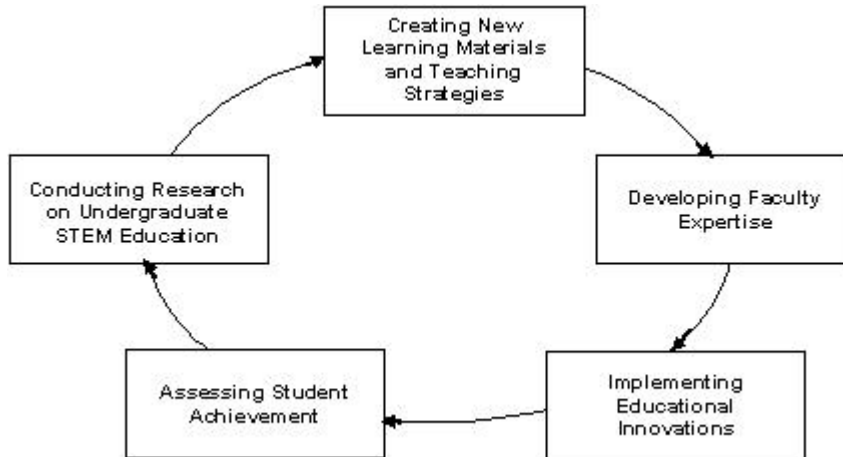 Creating New
Learning Materials
and Teaching
Strategies
Conducting Research
on Undergraduate
STEM Education
Developing Faculty
Expertise
Assessing Student
Achievement
Implementing
Educational
Innovations